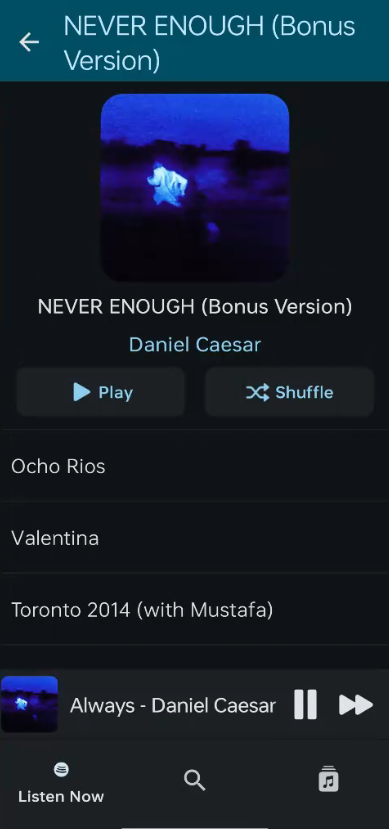 NEVER ENOUGH (Bonus
Version)
NEVER ENOUGH (Bonus Version)
Daniel Caesar
Play
Shuffle
Ocho Rios
Valentina
Toronto 2014 (with Mustafa)
Always - Daniel Caesar
Listen Now